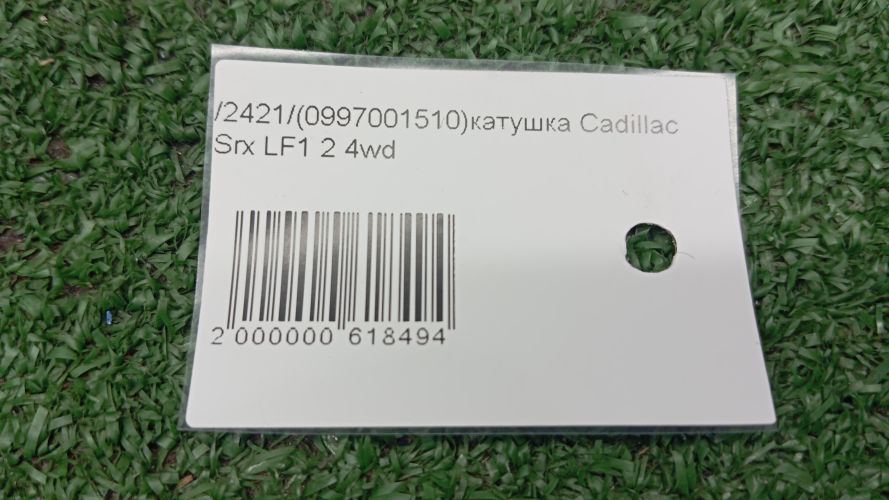 /2421/(0997001510)катушка Cadillac
Srx LF1 2 4wd
2 000000 618494